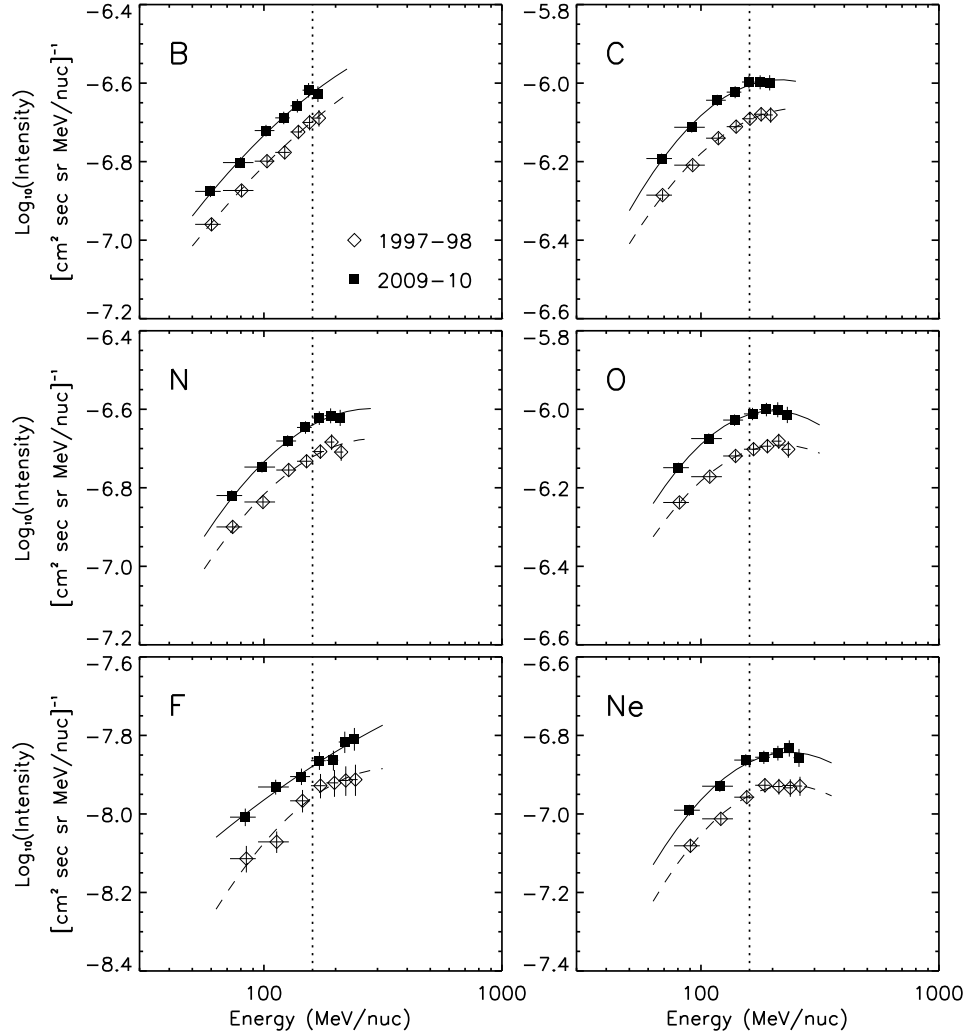 B
C
Log₁₀(Intensity)
[cm² sec sr MeV/nuc]⁻¹
−6.4
−6.6
−6.8
−7.0
−7.2
1997−98
2009−10
−5.8
−6.0
−6.2
−6.4
−6.6
N
O
Log₁₀(Intensity)
[cm² sec sr MeV/nuc]⁻¹
−6.4
−6.6
−6.8
−7.0
−7.2
−5.8
−6.0
−6.2
−6.4
−6.6
F
Ne
Log₁₀(Intensity)
[cm² sec sr MeV/nuc]⁻¹
−7.6
−7.8
−8.0
−8.2
−8.4
−6.6
−6.8
−7.0
−7.2
−7.4
100
1000
Energy (MeV/nuc)
100
1000
Energy (MeV/nuc)